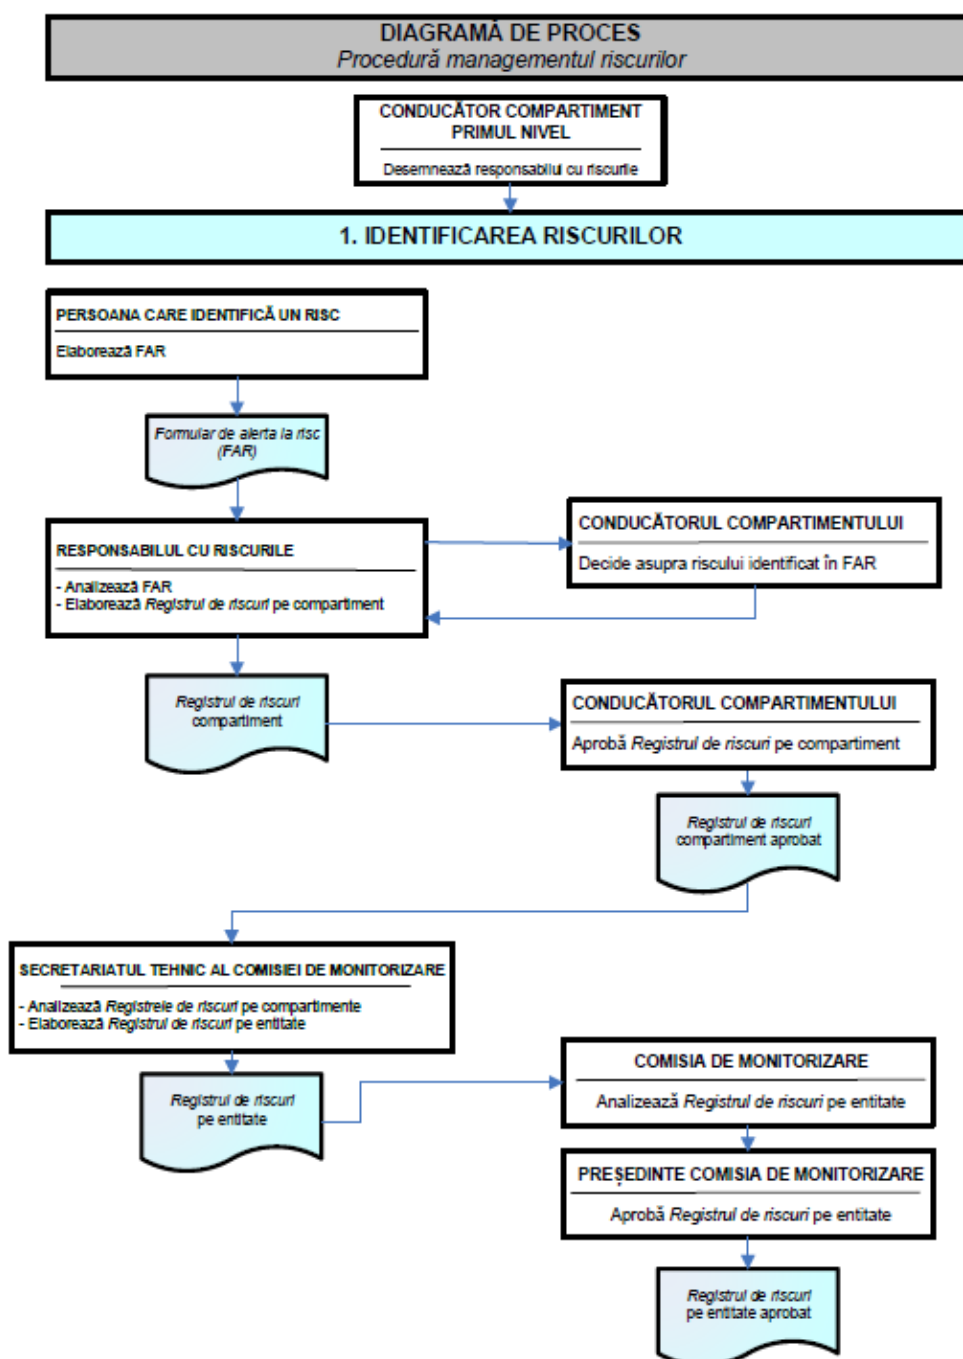 DIAGRAMĂ DE PROCES
Procedură managementul riscurilor
CONDUCĂTOR COMPARTIMENT
PRIMUL NIVEL
Desemnează responsabilul cu riscurile
1. IDENTIFICAREA RISCURILOR
PERSOANA CARE IDENTIFICĂ UN RISC
Elaborează FAR
Formular de alerta la risc
(FAR)
RESPONSABILUL CU RISCURILE
- Analizează FAR
- Elaborează Registrul de riscuri pe compartiment
CONDUCĂTORUL COMPARTIMENTULUI
Decide asupra riscului identificat în FAR
Registrul de riscuri
compartiment
CONDUCĂTORUL COMPARTIMENTULUI
Aprobă Registrul de riscuri pe compartiment
Registrul de riscuri
compartiment aprobat
SECRETARIATUL TEHNIC AL COMISIEI DE MONITORIZARE
- Analizează Registrele de riscuri pe compartimente
- Elaborează Registrul de riscuri pe entitate
Registrul de riscuri
pe entitate
COMISIA DE MONITORIZARE
Analizează Registrul de riscuri pe entitate
PREȘEDINTE COMISIA DE MONITORIZARE
Aprobă Registrul de riscuri pe entitate
Registrul de riscuri
pe entitate aprobat